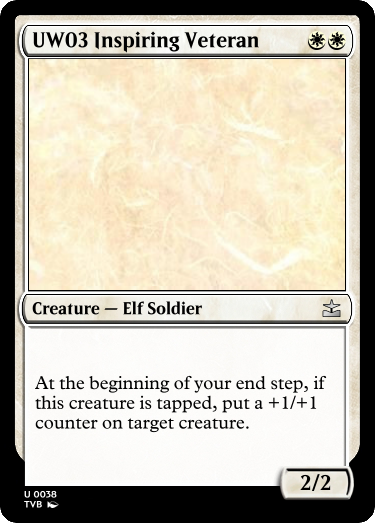 UW03 Inspiring Veteran
Creature — Elf Soldier
At the beginning of your end step, if
this creature is tapped, put a +1/+1
counter on target creature.
2/2
U 0038
TVB